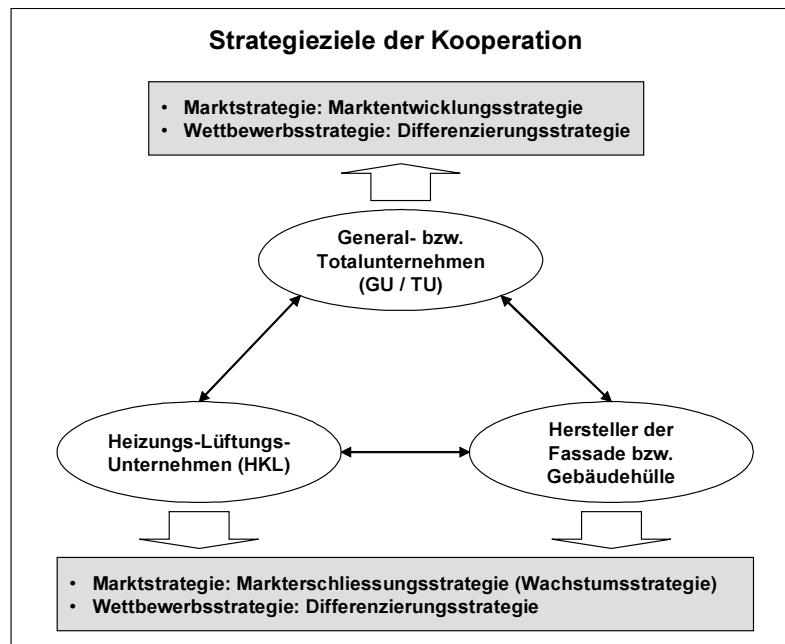 Strategieziele der Kooperation
• Marktstrategie: Marktentwicklungsstrategie
• Wettbewerbsstrategie: Differenzierungsstrategie
General- bzw.
Totalunternehmen
(GU / TU)
Heizungs-Lüftungs-
Unternehmen (HKL)
Hersteller der
Fassade bzw.
Gebäudehülle
• Marktstrategie: Markterschliessungsstrategie (Wachstumsstrategie)
• Wettbewerbsstrategie: Differenzierungsstrategie